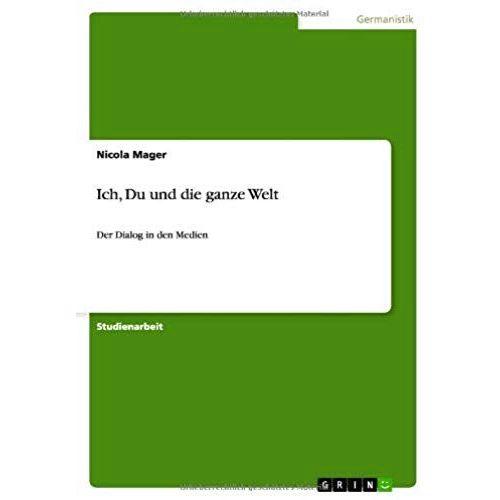 Urheberrechtlich geschütztes Material
Germanistik
Nicola Mager
Ich, Du und die ganze Welt
Der Dialog in den Medien
Studienarbeit
GRIN
Urheberrechtlich geschütztes Material